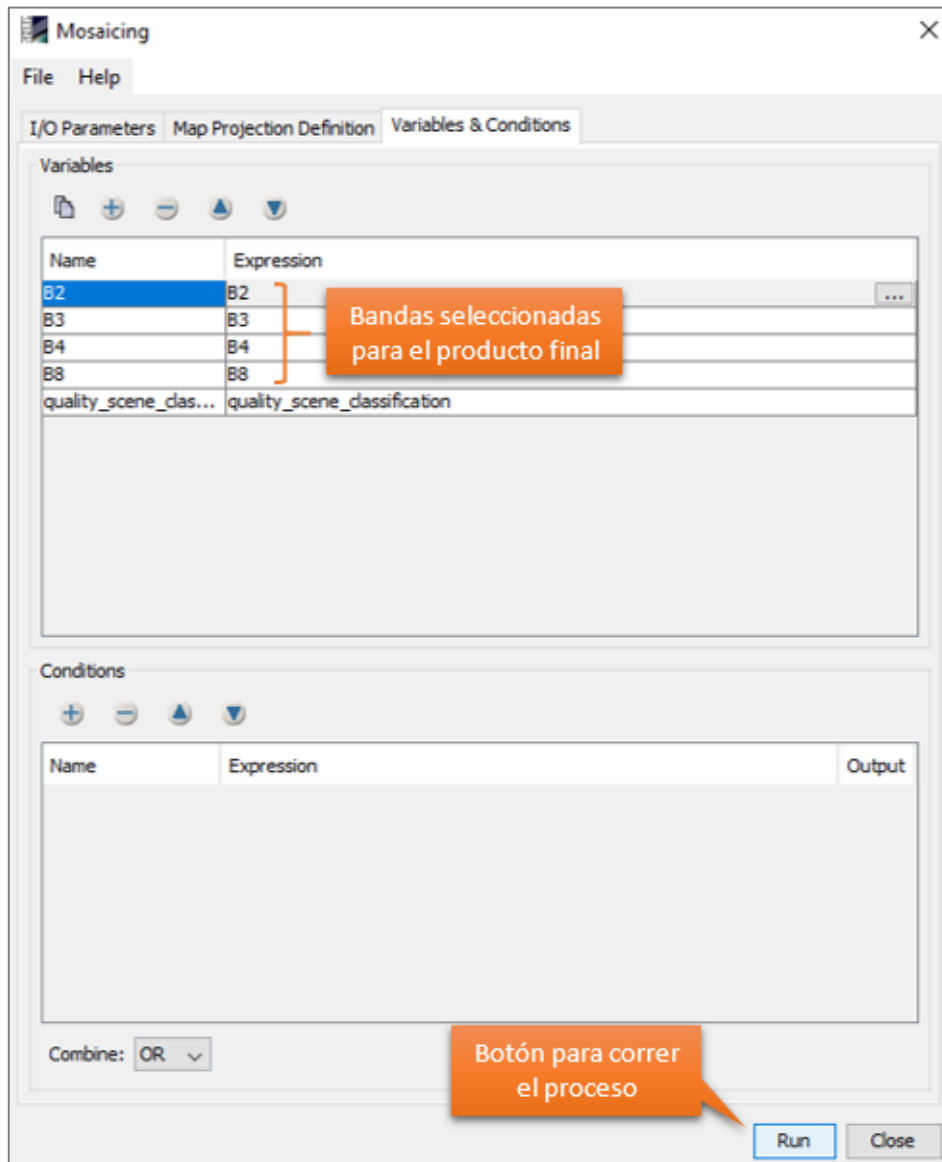 Mosaicing
File Help
I/O Parameters Map Projection Definition Variables & Conditions
Variables
Name Expression
B2 B2 ...
B3 B3
B4 B4
B8 B8
Bandas seleccionadas
para el producto final
quality_scene_clas... quality_scene_classification
Conditions
Name Expression Output
Combine: OR
Botón para correr
el proceso
Run Close